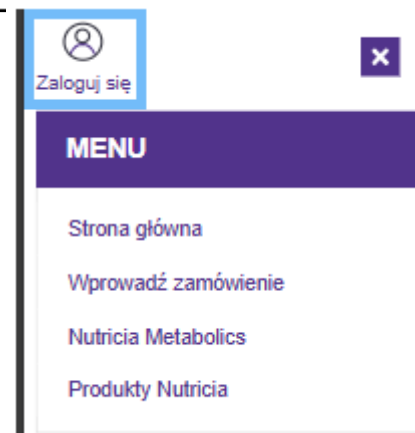 Zaloguj się
MENU
Strona główna
Wprowadź zamówienie
Nutricia Metabolics
Produkty Nutricia